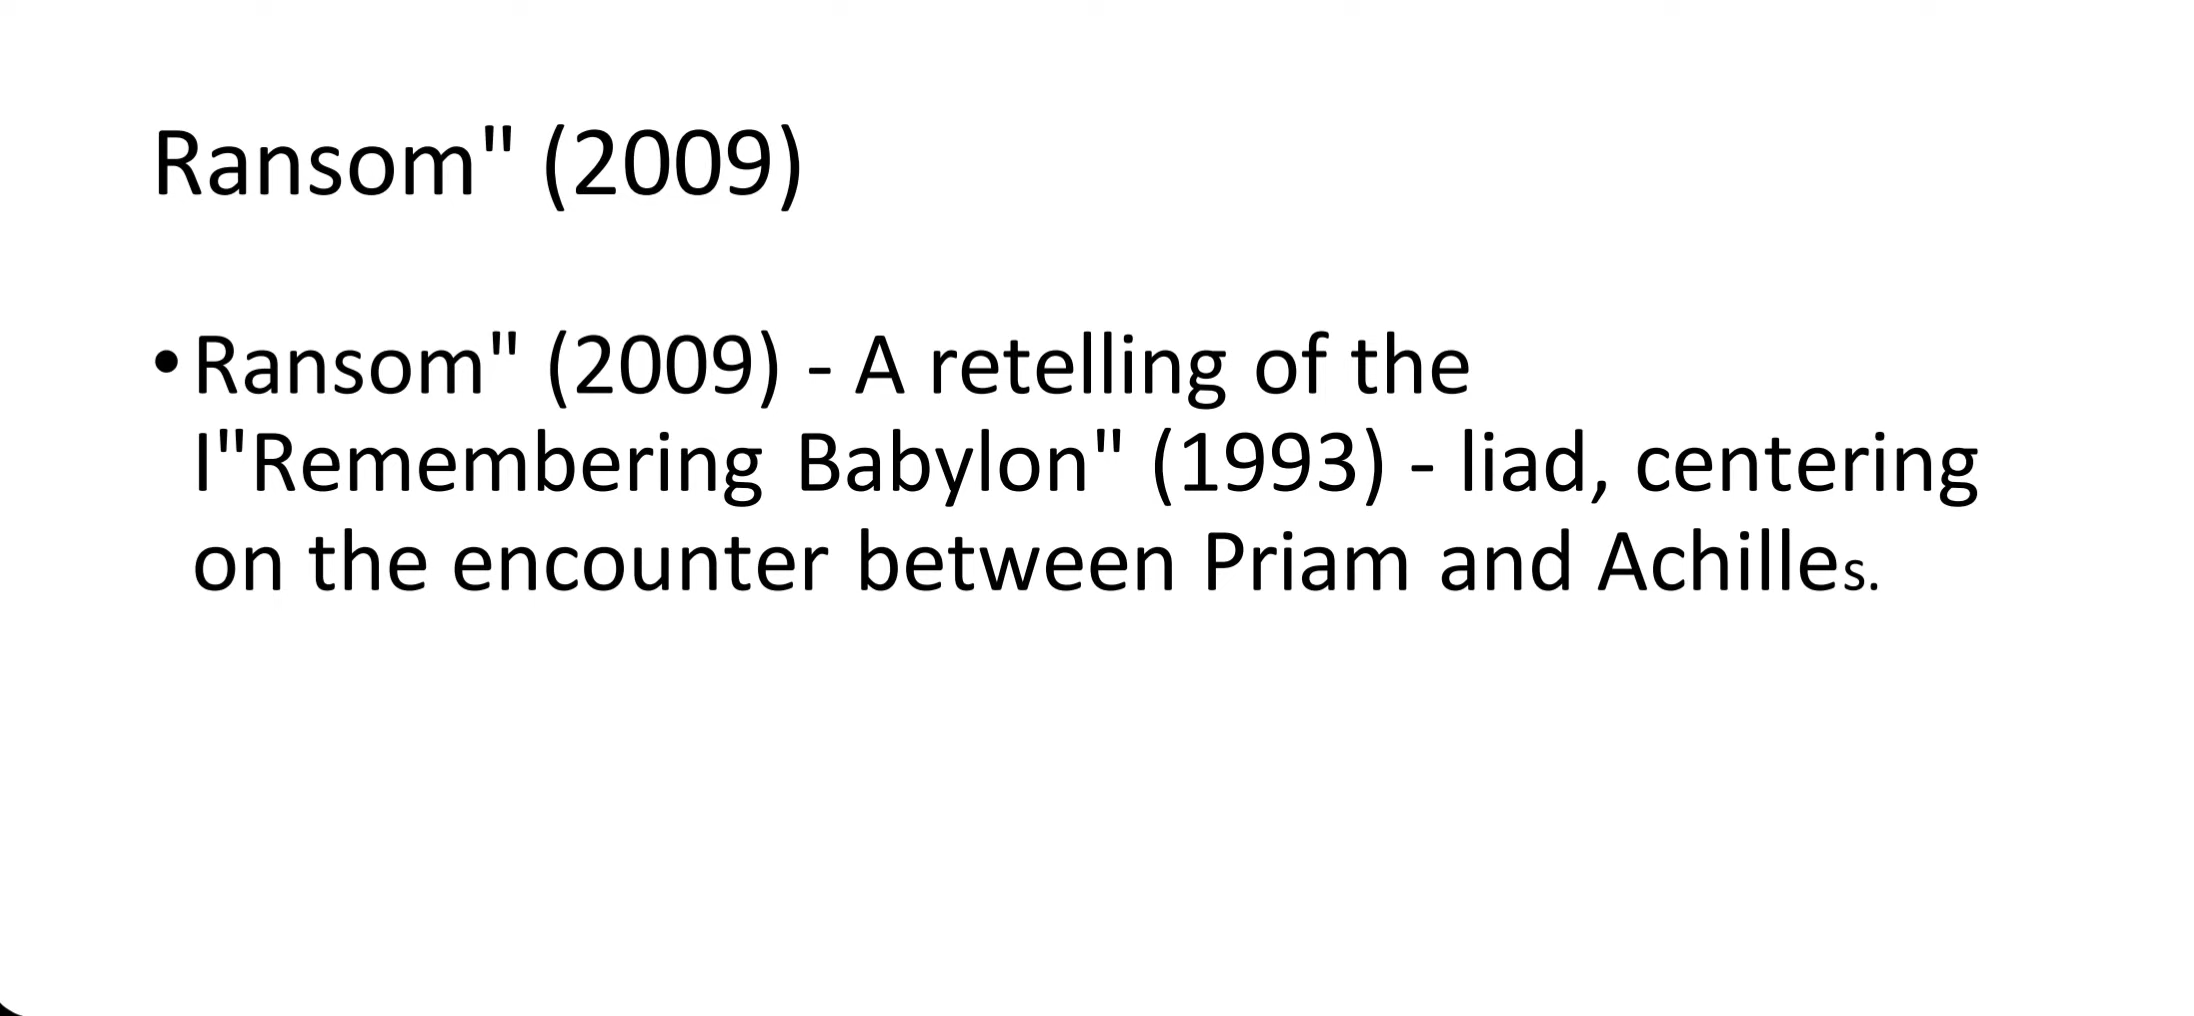 Ransom" (2009)
•Ransom" (2009) - A retelling of the
I"Remembering Babylon" (1993) - liad, centering
on the encounter between Priam and Achilles.